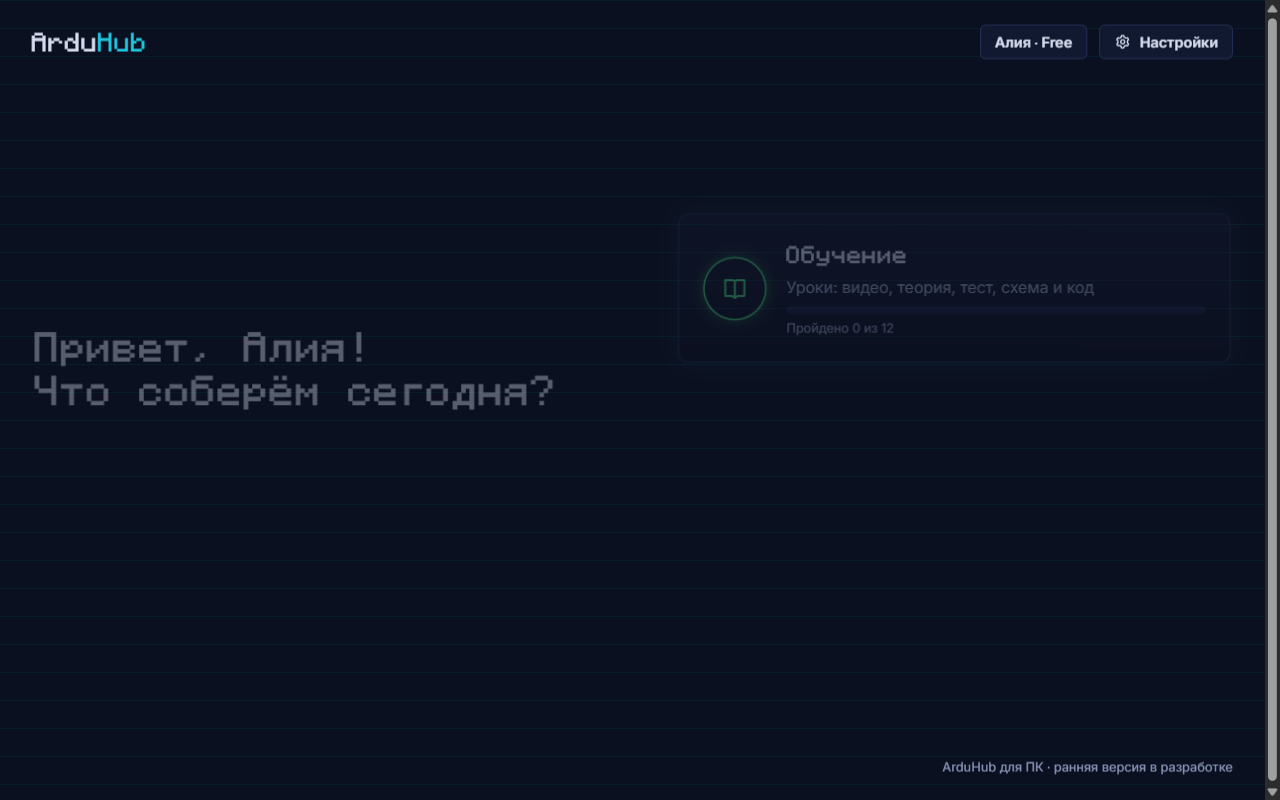 ArduHub
Алия · Free
Настройки
Обучение
Уроки: видео, теория, тест, схема и код
Пройдено 0 из 12
Привет, Алия!
Что соберём сегодня?
ArduHub для ПК · ранняя версия в разработке